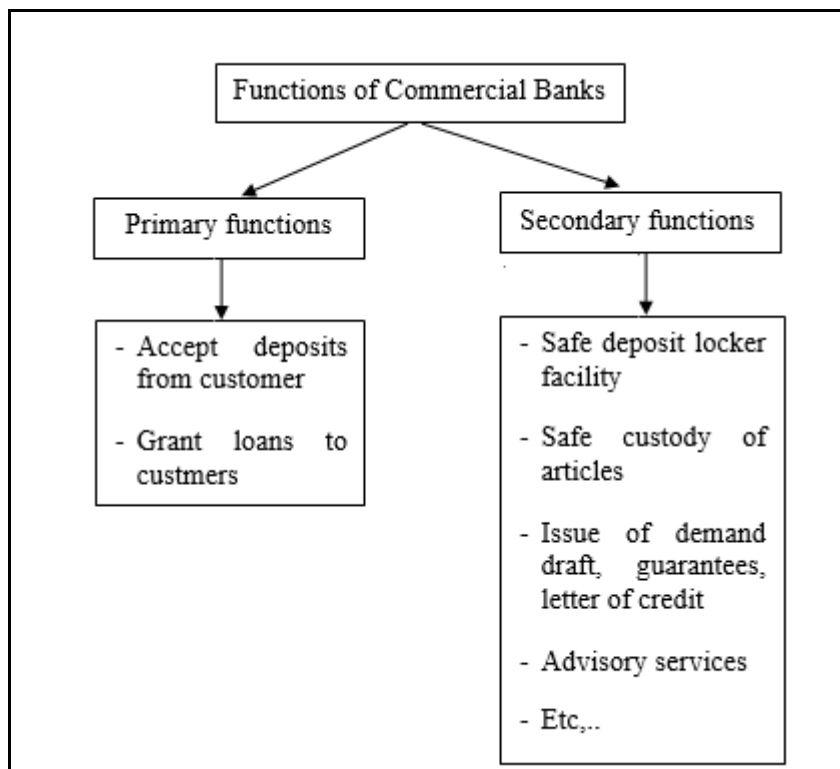 Functions of Commercial Banks
Primary functions
Secondary functions
- Accept deposits
from customer
- Grant loans to
custmers
- Safe deposit locker
facility
- Safe custody of
articles
- Issue of demand
draft, guarantees,
letter of credit
- Advisory services
- Etc,..